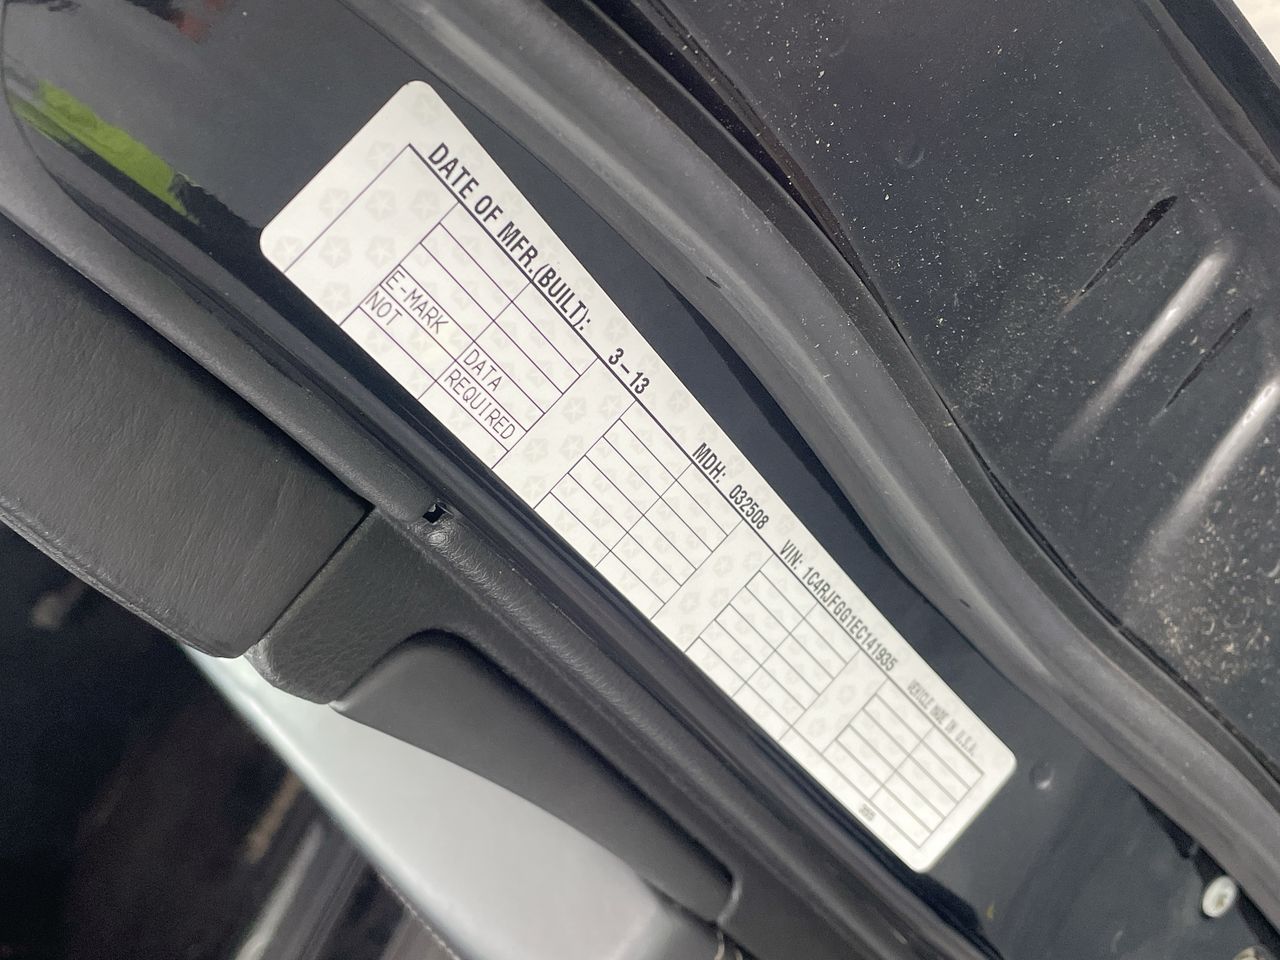 DATE OF MFR.(BUILT): 3-13 MDH: 032508 VIN: 1C4RJFGG1EC141935 VEHICLE MADE IN U.S.A.
E-MARK DATA
NOT REQUIRED